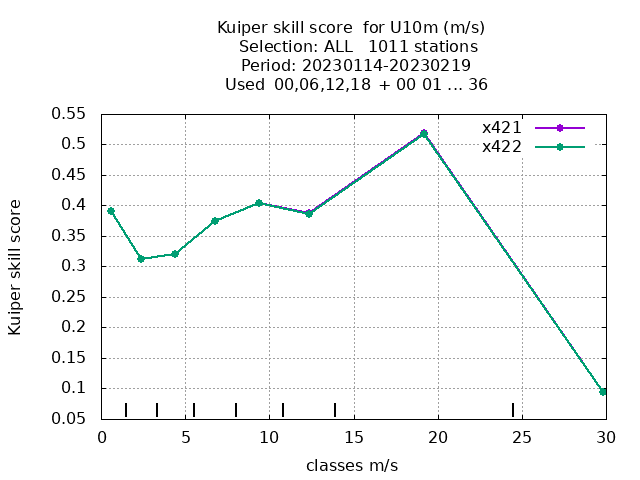 Kuiper skill score  for U10m (m/s)
Selection: ALL   1011 stations
Period: 20230114-20230219
Used  00,06,12,18  + 00 01 ... 36
x421
x422
0.55
0.5
0.45
0.4
0.35
0.3
0.25
0.2
0.15
0.1
0.05
Kuiper skill score
0 5 10 15 20 25 30
classes m/s